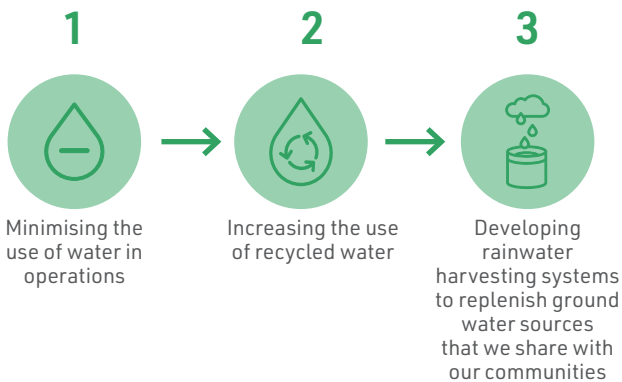 1
Minimising the
use of water in
operations
2
Increasing the use
of recycled water
3
Developing
rainwater
harvesting systems
to replenish ground
water sources
that we share with
our communities